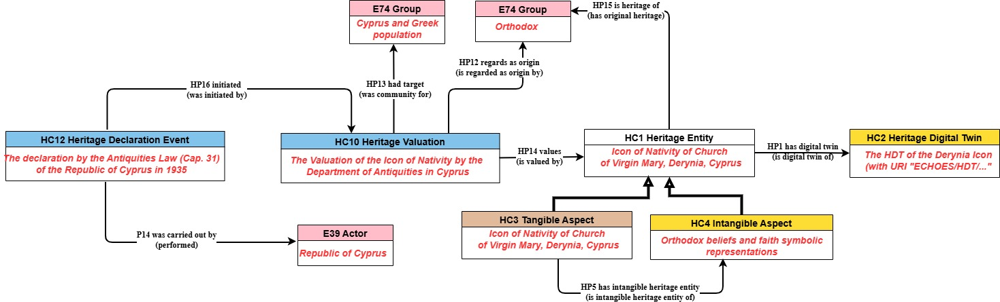 E74 Group
Cyprus and Greek
population
E74 Group
Orthodox
HP15 is heritage of
(has original heritage)
HP12 regards as origin
(is regarded as origin by)
HP16 initiated
(was initiated by)
HP13 had target
(was community for)
HC12 Heritage Declaration Event
The declaration by the Antiquities Law (Cap. 31)
of the Republic of Cyprus in 1935
HC10 Heritage Valuation
The Valuation of the Icon of Nativity by the
Department of Antiquities in Cyprus
HP14 values
(is valued by)
HC1 Heritage Entity
Icon of Nativity of Church
of Virgin Mary, Derynia, Cyprus
HP1 has digital twin
(is digital twin of)
HC2 Heritage Digital Twin
The HDT of the Derynia Icon
(with URI "ECHOES/HDT/..."
P14 was carried out by
(performed)
E39 Actor
Republic of Cyprus
HC3 Tangible Aspect
Icon of Nativity of Church
of Virgin Mary, Derynia, Cyprus
HC4 Intangible Aspect
Orthodox beliefs and faith symbolic
representations
HP5 has intangible heritage entity
(is intangible heritage entity of)